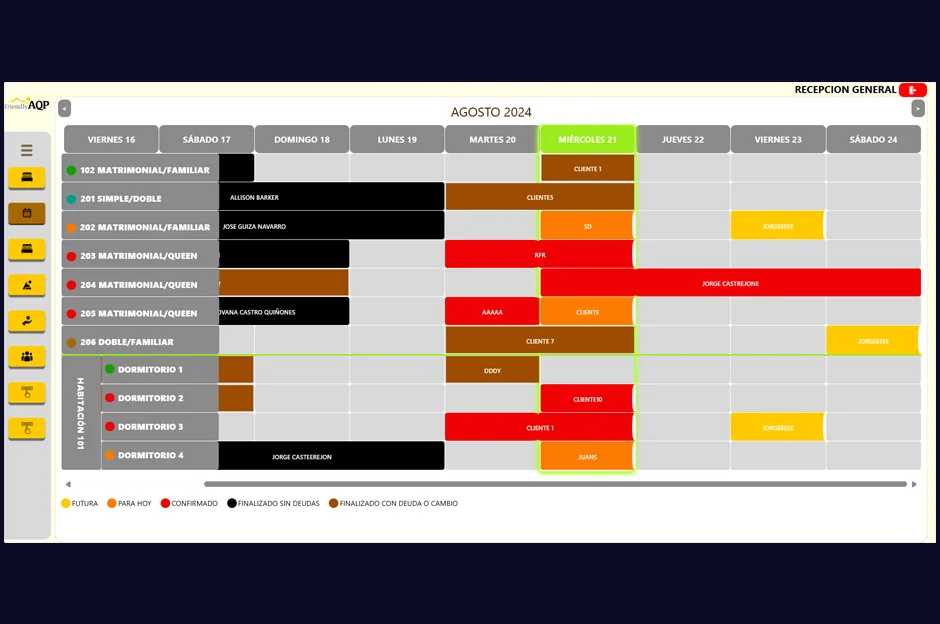 RECEPCION GENERAL
friendlyAQP
<
>
AGOSTO 2024
VIERNES 16 SÁBADO 17 DOMINGO 18 LUNES 19 MARTES 20 MIÉRCOLES 21 JUEVES 22 VIERNES 23 SÁBADO 24
102 MATRIMONIAL/FAMILIAR CLIENTE 1
201 SIMPLE/DOBLE ALLISON BARKER CLIENTE5
202 MATRIMONIAL/FAMILIAR JOSE GUIZA NAVARRO SD JORGEEEEE
203 MATRIMONIAL/QUEEN RFR
204 MATRIMONIAL/QUEEN JORGE CASTREJONE
205 MATRIMONIAL/QUEEN OVANA CASTRO QUIÑONES AAAAA CLIENTE
206 DOBLE/FAMILIAR CLIENTE 7 JORGEEEEE
HABITACIÓN 101
DORMITORIO 1 DDDY
DORMITORIO 2 CLIENTE10
DORMITORIO 3 CLIENTE 1 JORGEEEEE
DORMITORIO 4 JORGE CASTEEREJON JUANS
FUTURA PARA HOY CONFIRMADO FINALIZADO SIN DEUDAS FINALIZADO CON DEUDA O CAMBIO